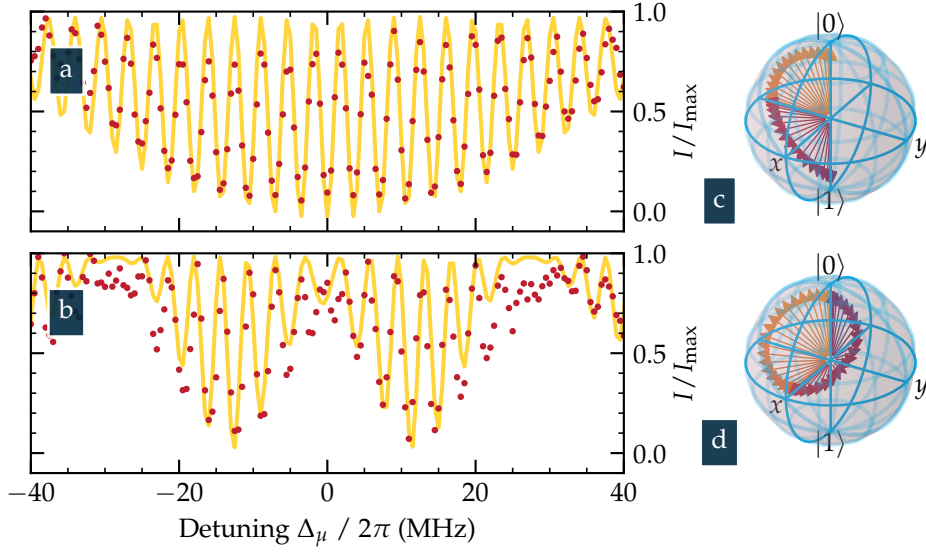 a
1.0
0.5
0.0
I/I_max
|0⟩
x
y
|1⟩
c
b
1.0
0.5
0.0
I/I_max
|0⟩
x
y
|1⟩
d
−40
−20
0
20
40
Detuning Δ_μ / 2π (MHz)